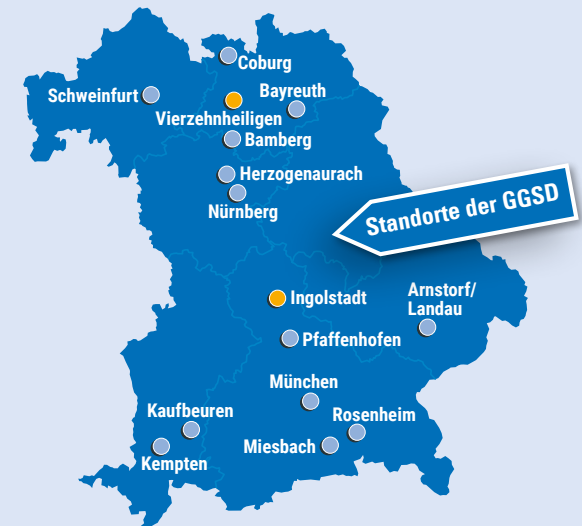 Coburg
Schweinfurt
Bayreuth
Vierzehnheiligen
Bamberg
Herzogenaurach
Nürnberg
Standorte der GGSD
Ingolstadt
Arnstorf/
Landau
Pfaffenhofen
München
Kaufbeuren
Rosenheim
Miesbach
Kempten